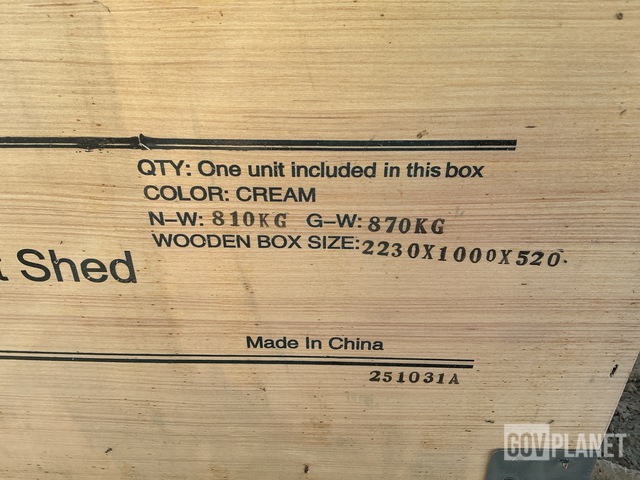 QTY: One unit included in this box
COLOR: CREAM
N-W: 810KG G-W: 870KG
WOODEN BOX SIZE: 2230X1000X520
Shed
Made In China
251031A
GOVPLANET